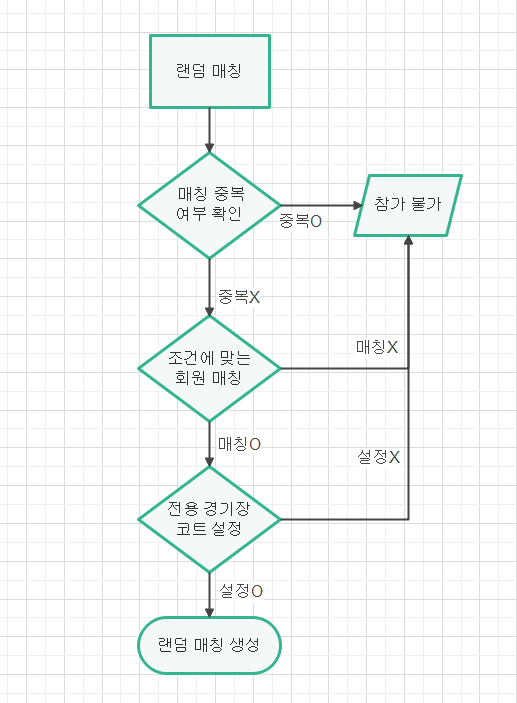 랜덤 매칭
매칭 중복
여부 확인
중복O
참가 불가
중복X
조건에 맞는
회원 매칭
매칭X
매칭O
설정X
전용 경기장
코트 설정
설정O
랜덤 매칭 생성